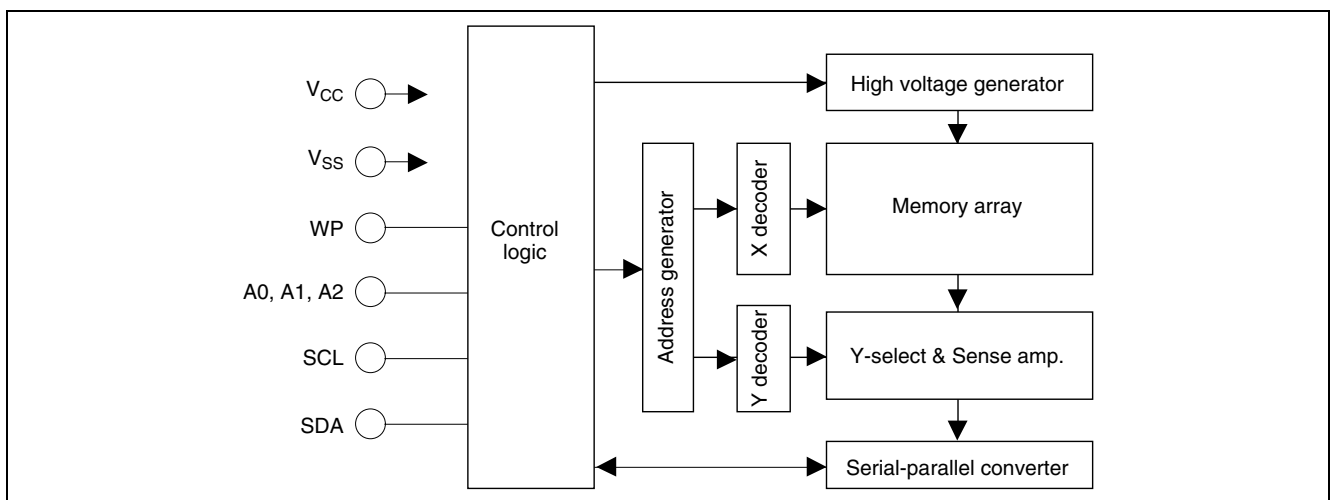 V_CC
V_SS
WP
A0, A1, A2
SCL
SDA
Control
logic
Address generator
X decoder
Y decoder
High voltage generator
Memory array
Y-select & Sense amp.
Serial-parallel converter